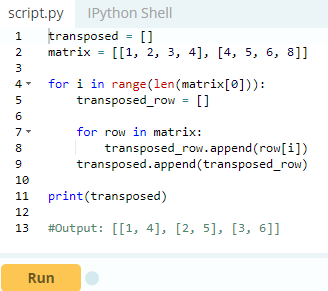 script.py IPython Shell
1 transposed = []
2 matrix = [[1, 2, 3, 4], [4, 5, 6, 8]]
3
4 for i in range(len(matrix[0])):
5     transposed_row = []
6
7     for row in matrix:
8         transposed_row.append(row[i])
9     transposed.append(transposed_row)
10
11 print(transposed)
12
13 #Output: [[1, 4], [2, 5], [3, 6]]
Run